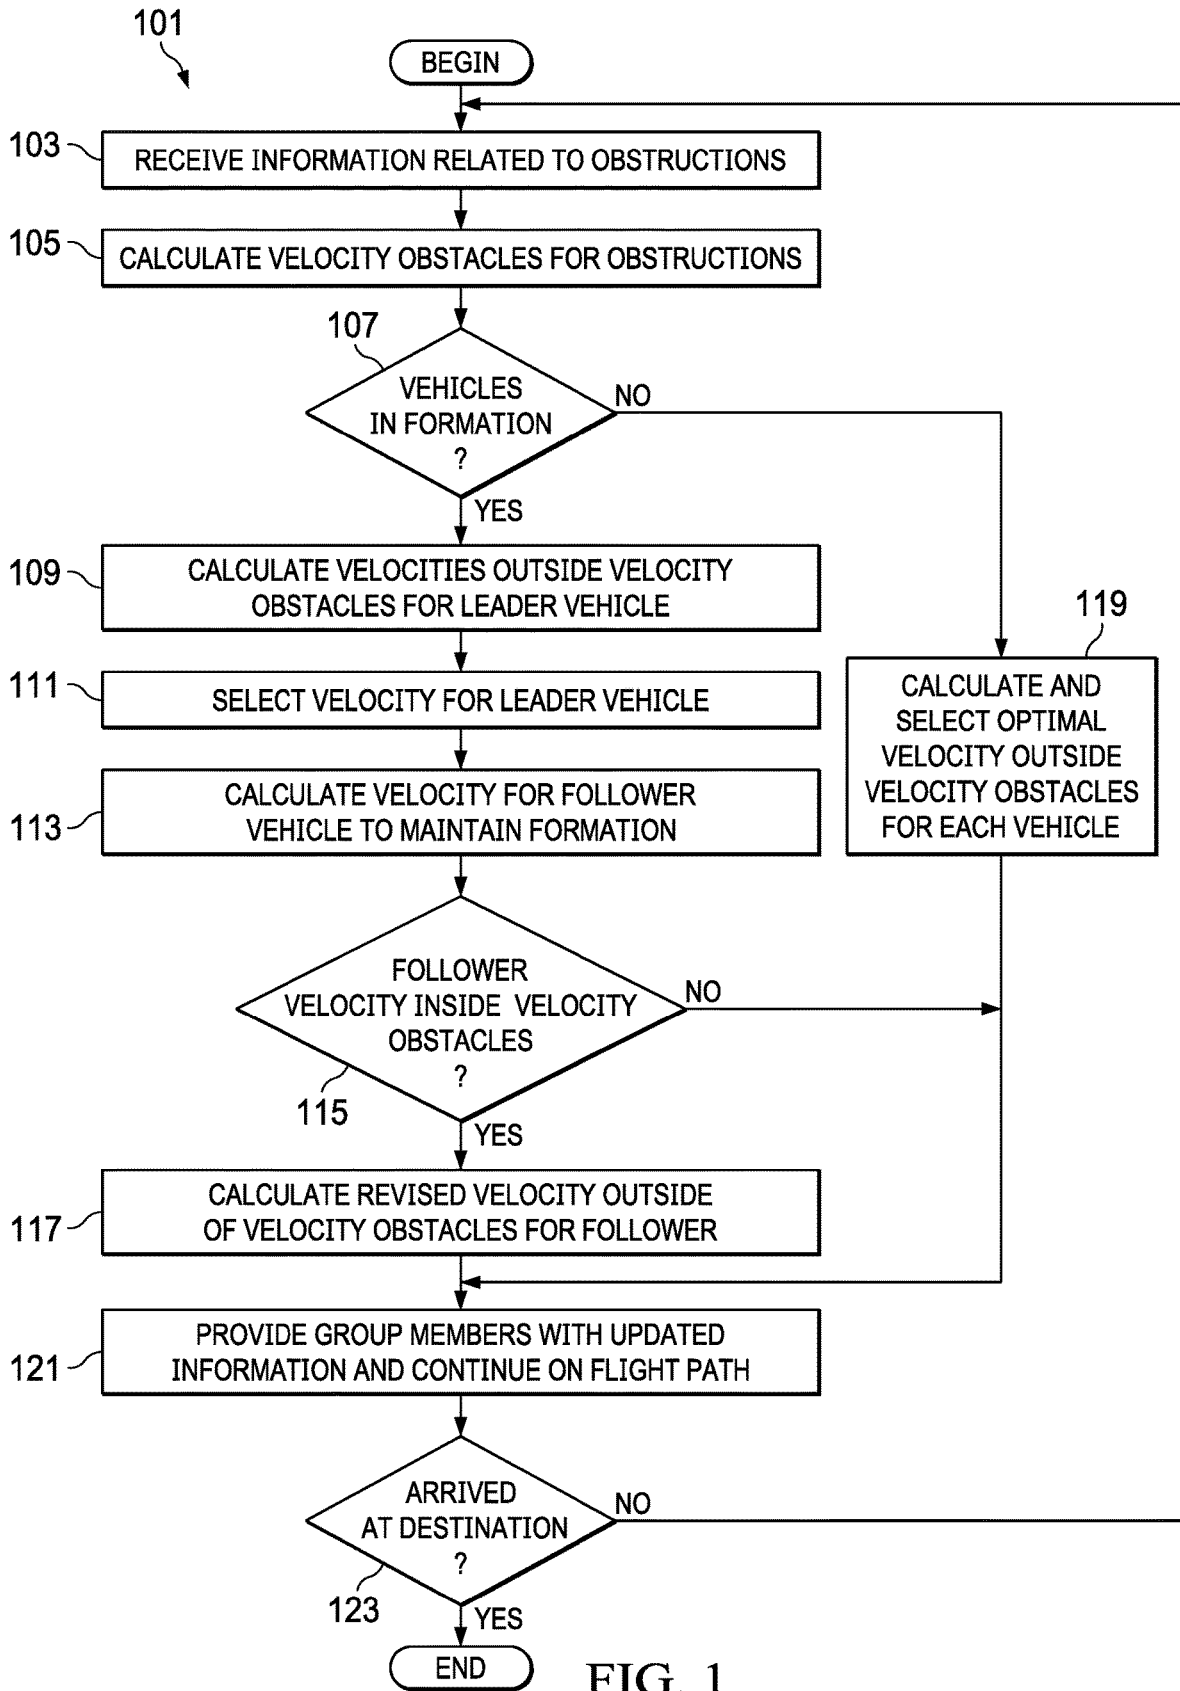 101
BEGIN
103
RECEIVE INFORMATION RELATED TO OBSTRUCTIONS
105
CALCULATE VELOCITY OBSTACLES FOR OBSTRUCTIONS
107
VEHICLES
IN FORMATION
?
NO
YES
109
CALCULATE VELOCITIES OUTSIDE VELOCITY
OBSTACLES FOR LEADER VEHICLE
111
SELECT VELOCITY FOR LEADER VEHICLE
113
CALCULATE VELOCITY FOR FOLLOWER
VEHICLE TO MAINTAIN FORMATION
119
CALCULATE AND
SELECT OPTIMAL
VELOCITY OUTSIDE
VELOCITY OBSTACLES
FOR EACH VEHICLE
FOLLOWER
VELOCITY INSIDE VELOCITY
OBSTACLES
?
NO
115
YES
117
CALCULATE REVISED VELOCITY OUTSIDE
OF VELOCITY OBSTACLES FOR FOLLOWER
121
PROVIDE GROUP MEMBERS WITH UPDATED
INFORMATION AND CONTINUE ON FLIGHT PATH
ARRIVED
AT DESTINATION
?
NO
123
YES
END
FIG. 1